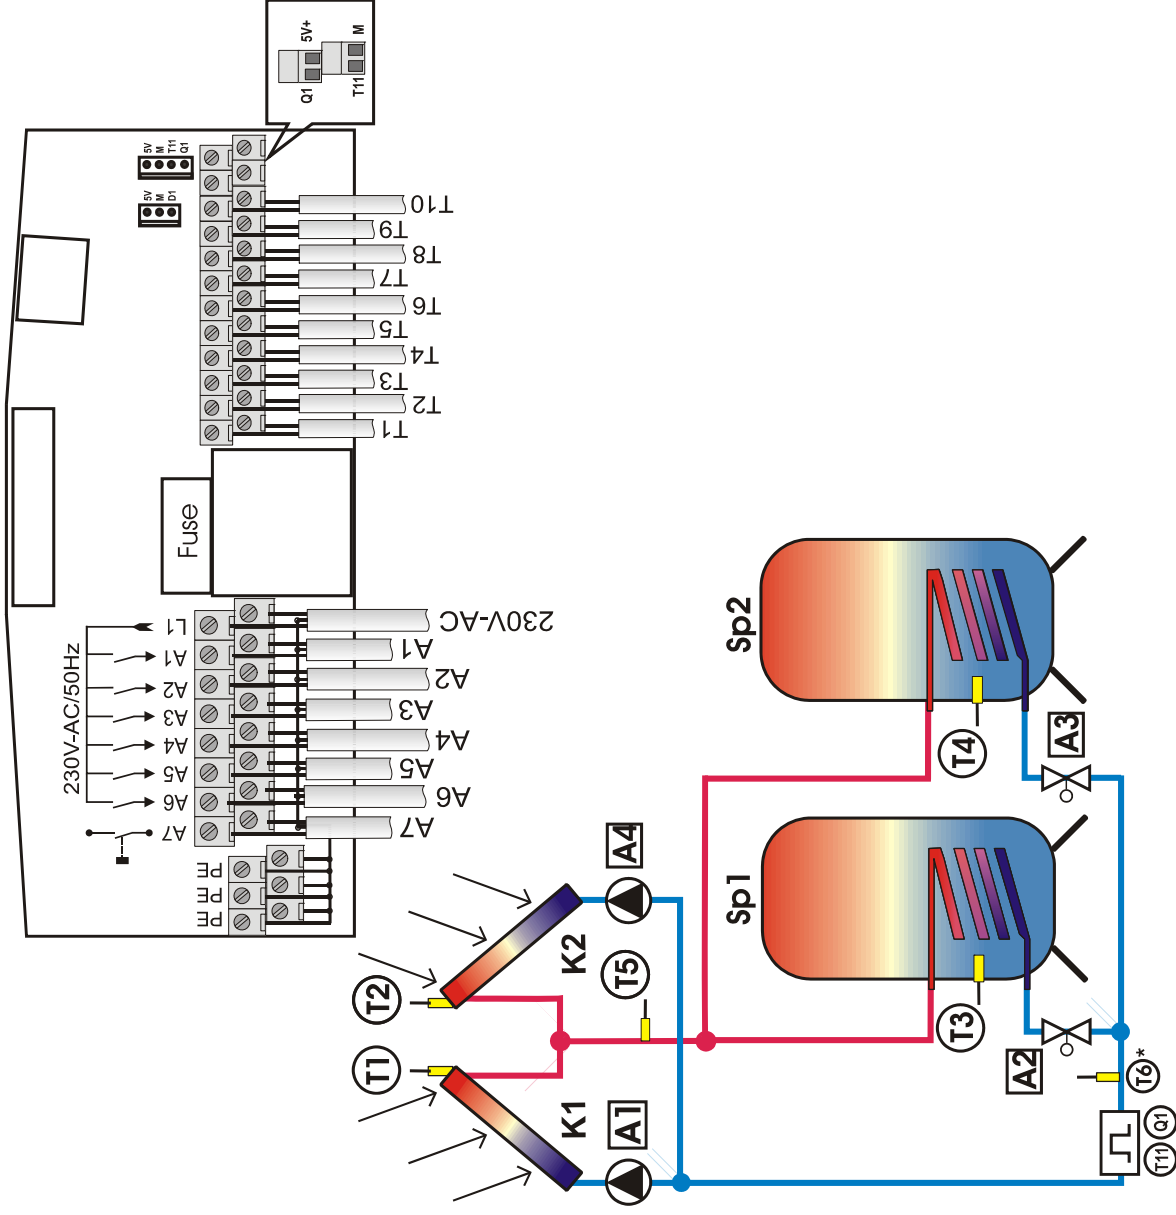 5V+
M
Q1
T11
5V
M
T11
Q1
5V
M
D1
T10
T9
T8
T7
T6
T5
T4
T3
T2
T1
Fuse
230V-AC/50Hz
L1
A1
A2
A3
A4
A5
A6
A7
230V-AC
A1
A2
A3
A4
A5
A6
A7
PE
PE
PE
T2
T1
K2
K1
A4
A1
T5
Sp2
Sp1
T4
T3
A3
A2
T6*
T11
Q1